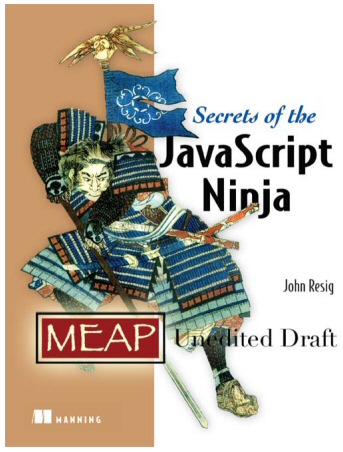 Secrets of the
JavaScript
Ninja
John Resig
MEAP Unedited Draft
MANNING